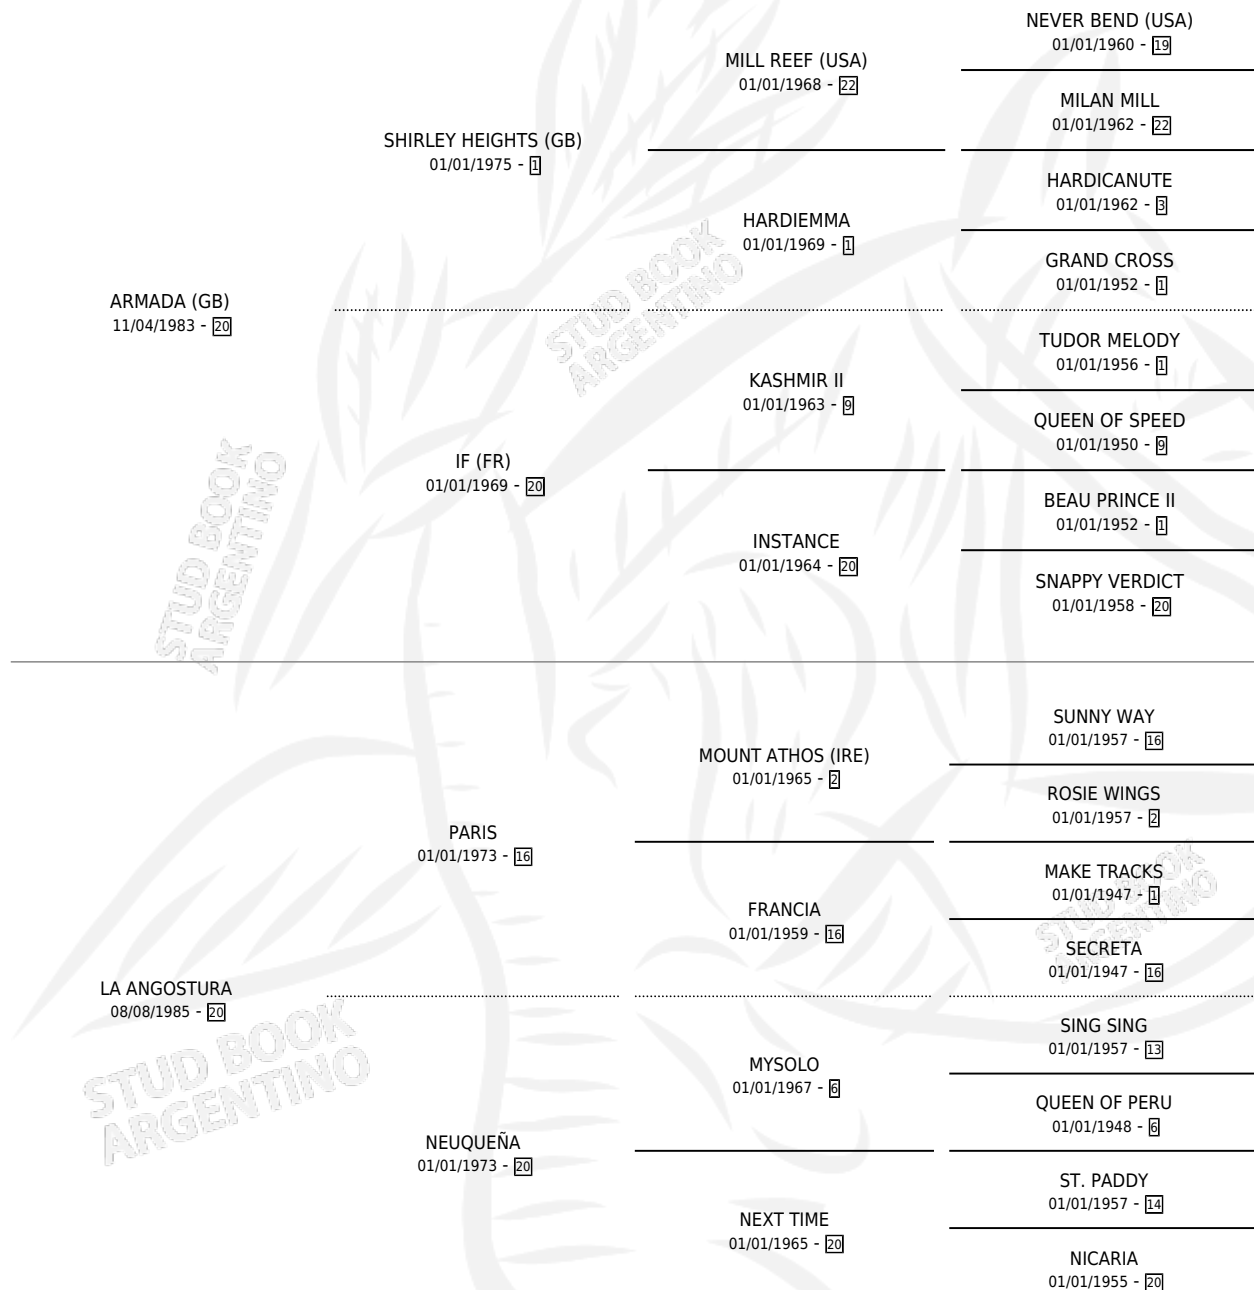 NEVER BEND (USA)
01/01/1960 - 19
MILL REEF (USA)
01/01/1968 - 22
MILAN MILL
01/01/1962 - 22
SHIRLEY HEIGHTS (GB)
01/01/1975 - 1
HARDICANUTE
01/01/1962 - 3
HARDIEMMA
01/01/1969 - 1
GRAND CROSS
01/01/1952 - 1
ARMADA (GB)
11/04/1983 - 20
STUD BOOK
ARGENTINO
TUDOR MELODY
01/01/1956 - 1
KASHMIR II
01/01/1963 - 9
QUEEN OF SPEED
01/01/1950 - 9
IF (FR)
01/01/1969 - 20
BEAU PRINCE II
01/01/1952 - 1
INSTANCE
01/01/1964 - 20
SNAPPY VERDICT
01/01/1958 - 20
STUD BOOK
ARGENTINO
SUNNY WAY
01/01/1957 - 16
MOUNT ATHOS (IRE)
01/01/1965 - 2
ROSIE WINGS
01/01/1957 - 2
PARIS
01/01/1973 - 16
MAKE TRACKS
01/01/1947 - 1
FRANCIA
01/01/1959 - 16
STUD BOOK
ARGENTINO
SECRETA
01/01/1947 - 16
LA ANGOSTURA
08/08/1985 - 20
SING SING
01/01/1957 - 13
MYSOLO
01/01/1967 - 6
STUD BOOK
ARGENTINO
QUEEN OF PERU
01/01/1948 - 6
NEUQUEÑA
01/01/1973 - 20
ST. PADDY
01/01/1957 - 14
NEXT TIME
01/01/1965 - 20
NICARIA
01/01/1955 - 20